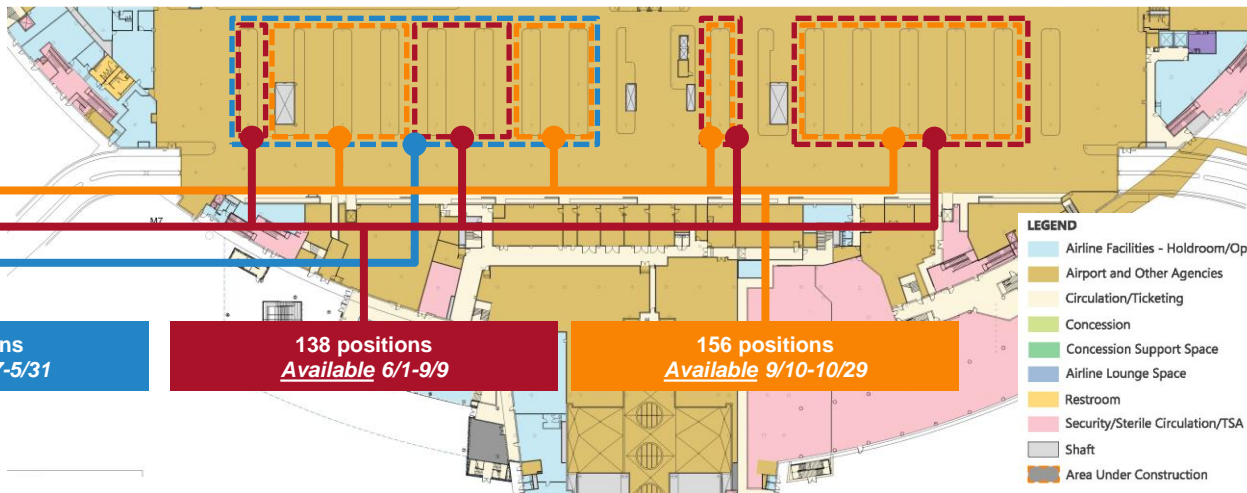 M7
LEGEND
Airline Facilities - Holdroom/Op
Airport and Other Agencies
Circulation/Ticketing
Concession
Concession Support Space
Airline Lounge Space
Restroom
Security/Sterile Circulation/TSA
Shaft
Area Under Construction
ns
-5/31
138 positions
Available 6/1-9/9
156 positions
Available 9/10-10/29